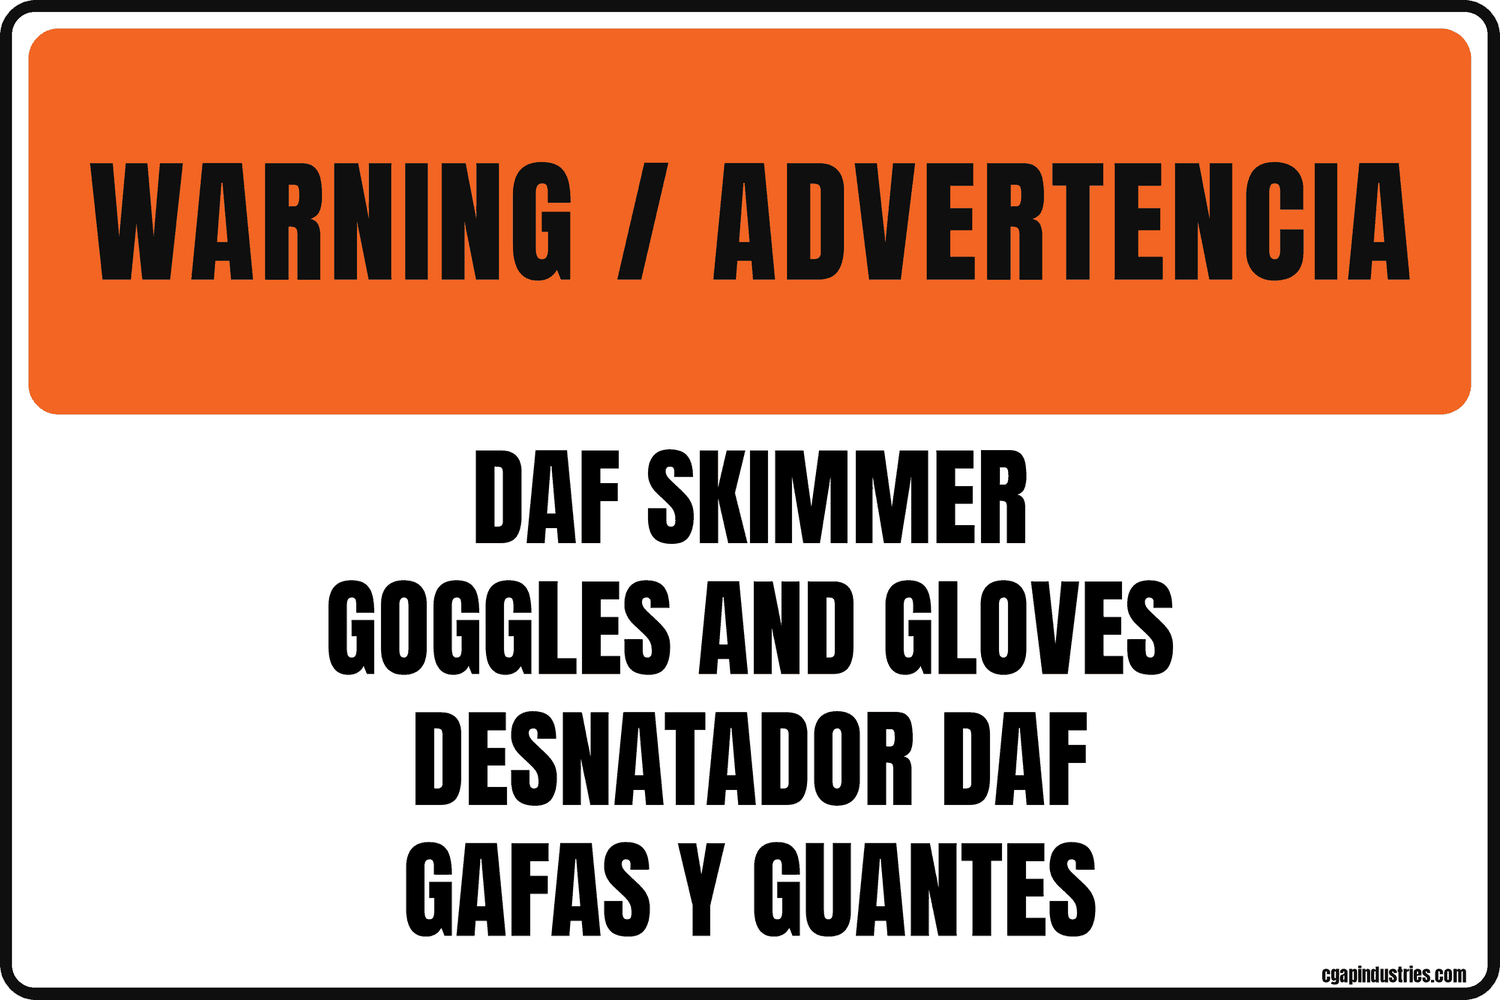 WARNING / ADVERTENCIA
DAF SKIMMER
GOGGLES AND GLOVES
DESNATADOR DAF
GAFAS Y GUANTES
cgapindustries.com